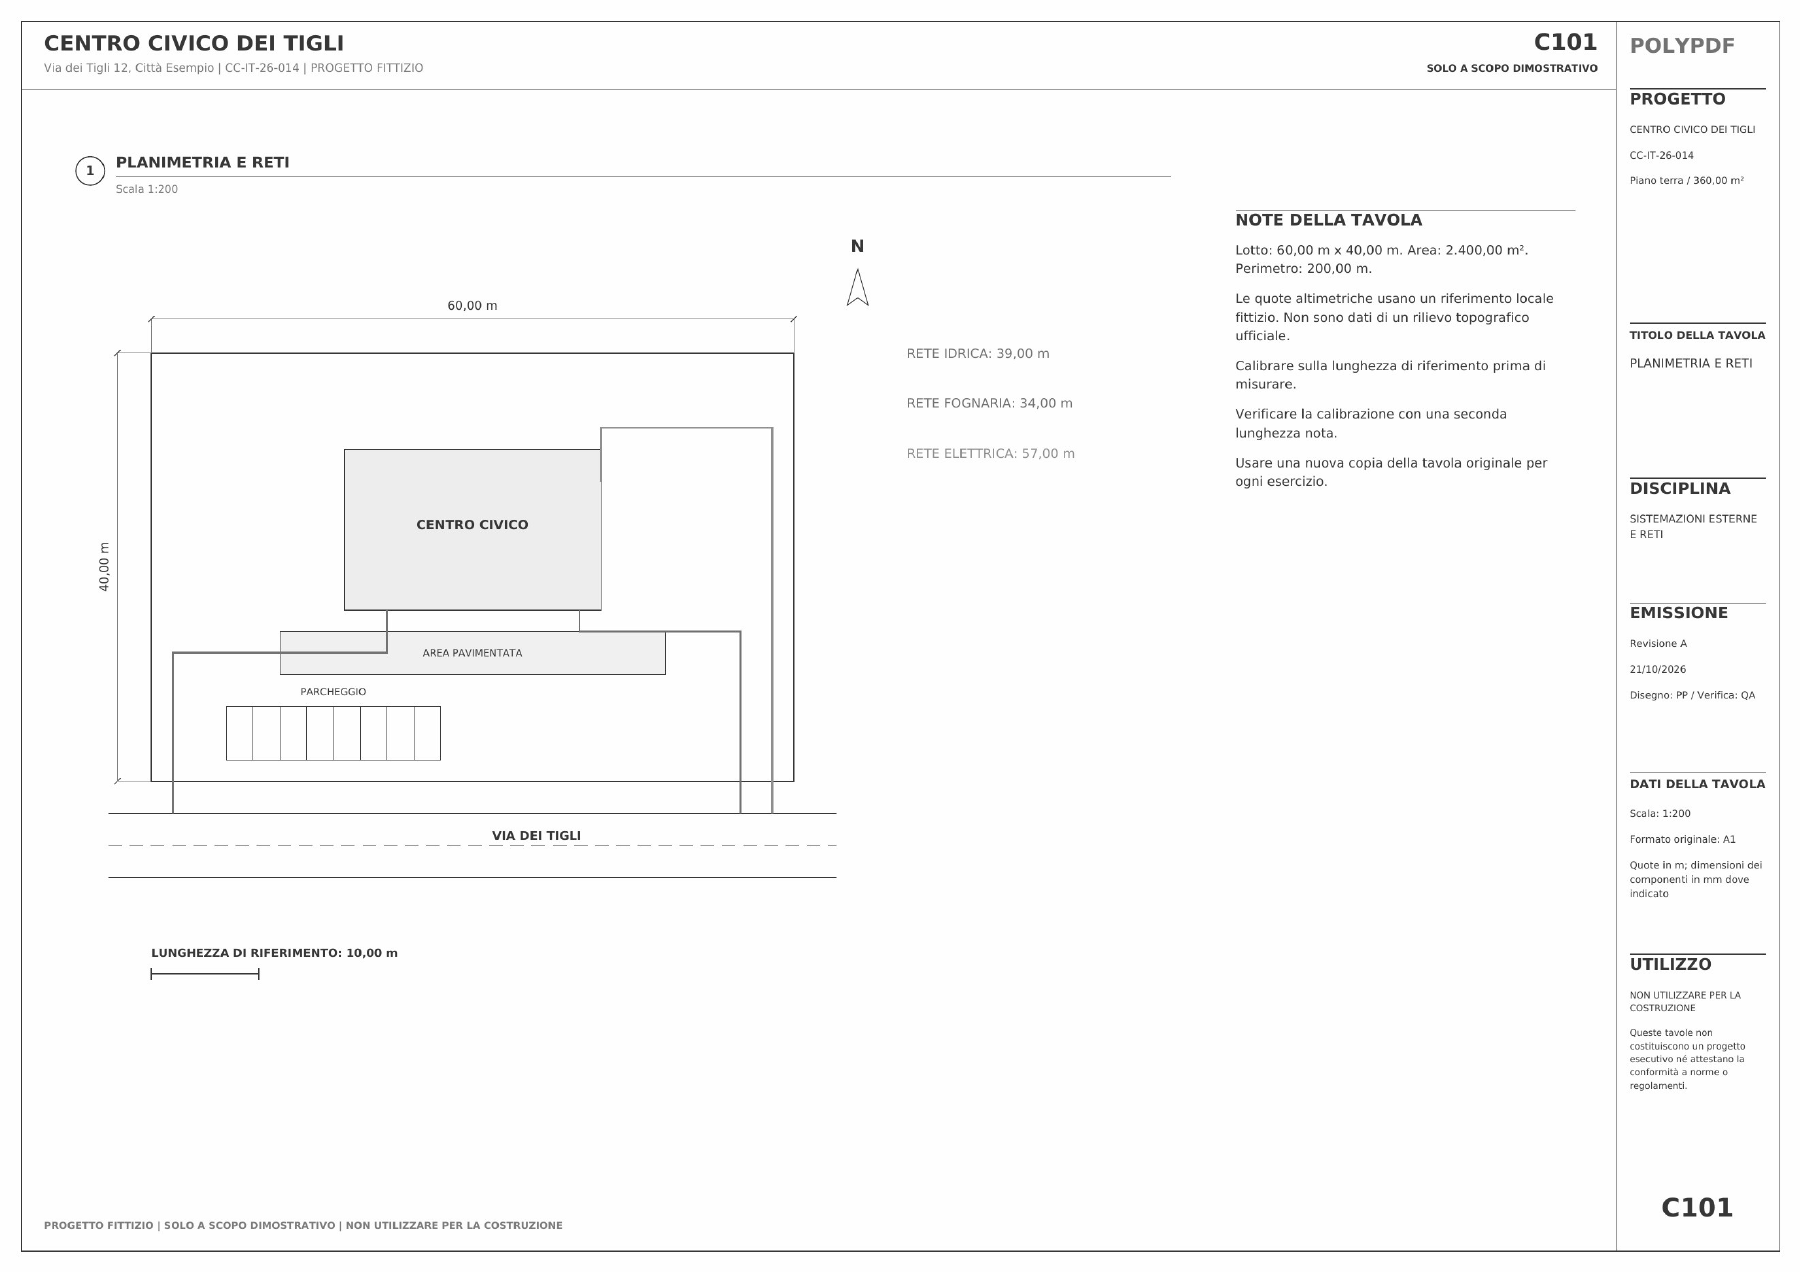 CENTRO CIVICO DEI TIGLI
Via dei Tigli 12, Città Esempio | CC-IT-26-014 | PROGETTO FITTIZIO
C101
SOLO A SCOPO DIMOSTRATIVO
1
PLANIMETRIA E RETI
Scala 1:200
N
60,00 m
40,00 m
CENTRO CIVICO
AREA PAVIMENTATA
PARCHEGGIO
VIA DEI TIGLI
LUNGHEZZA DI RIFERIMENTO: 10,00 m
RETE IDRICA: 39,00 m
RETE FOGNARIA: 34,00 m
RETE ELETTRICA: 57,00 m
NOTE DELLA TAVOLA
Lotto: 60,00 m x 40,00 m. Area: 2.400,00 m².
Perimetro: 200,00 m.
Le quote altimetriche usano un riferimento locale
fittizio. Non sono dati di un rilievo topografico
ufficiale.
Calibrare sulla lunghezza di riferimento prima di
misurare.
Verificare la calibrazione con una seconda
lunghezza nota.
Usare una nuova copia della tavola originale per
ogni esercizio.
POLYPDF
PROGETTO
CENTRO CIVICO DEI TIGLI
CC-IT-26-014
Piano terra / 360,00 m²
TITOLO DELLA TAVOLA
PLANIMETRIA E RETI
DISCIPLINA
SISTEMAZIONI ESTERNE
E RETI
EMISSIONE
Revisione A
21/10/2026
Disegno: PP / Verifica: QA
DATI DELLA TAVOLA
Scala: 1:200
Formato originale: A1
Quote in m; dimensioni dei
componenti in mm dove
indicato
UTILIZZO
NON UTILIZZARE PER LA
COSTRUZIONE
Queste tavole non
costituiscono un progetto
esecutivo né attestano la
conformità a norme o
regolamenti.
C101
PROGETTO FITTIZIO | SOLO A SCOPO DIMOSTRATIVO | NON UTILIZZARE PER LA COSTRUZIONE